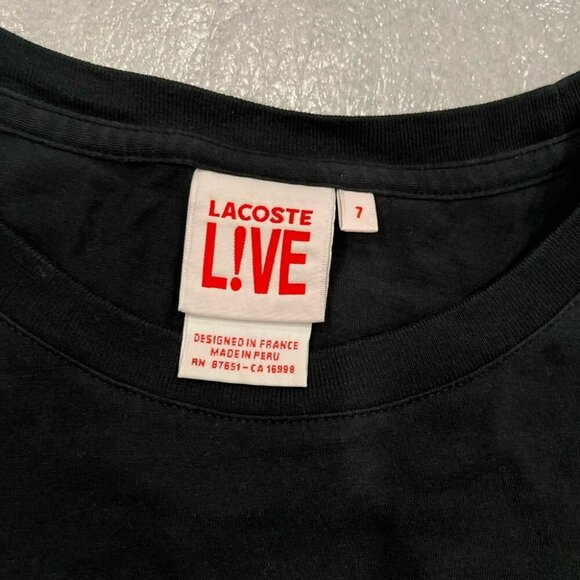 LACOSTE
L!VE
7
DESIGNED IN FRANCE
MADE IN PERU
RN 87651-CA 16998